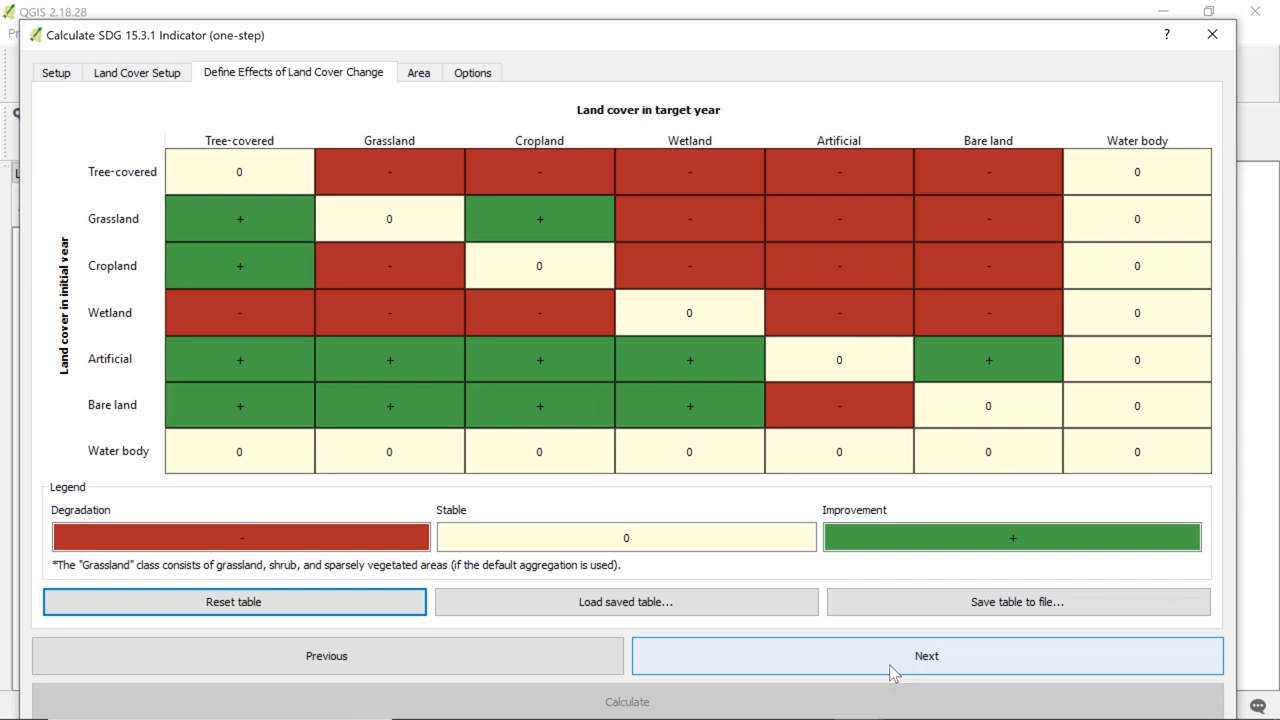 QGIS 2.18.28
Calculate SDG 15.3.1 Indicator (one-step)
Setup Land Cover Setup Define Effects of Land Cover Change Area Options
Land cover in target year
Tree-covered Grassland Cropland Wetland Artificial Bare land Water body
Land cover in initial year
Tree-covered 0 - - - - - 0
Grassland + 0 + - - - 0
Cropland + - 0 - - - 0
Wetland - - - 0 - - 0
Artificial + + + + 0 + 0
Bare land + + + + - 0 0
Water body 0 0 0 0 0 0 0
Legend
Degradation Stable Improvement
- 0 +
*The "Grassland" class consists of grassland, shrub, and sparsely vegetated areas (if the default aggregation is used).
Reset table Load saved table... Save table to file...
Previous Next
Calculate